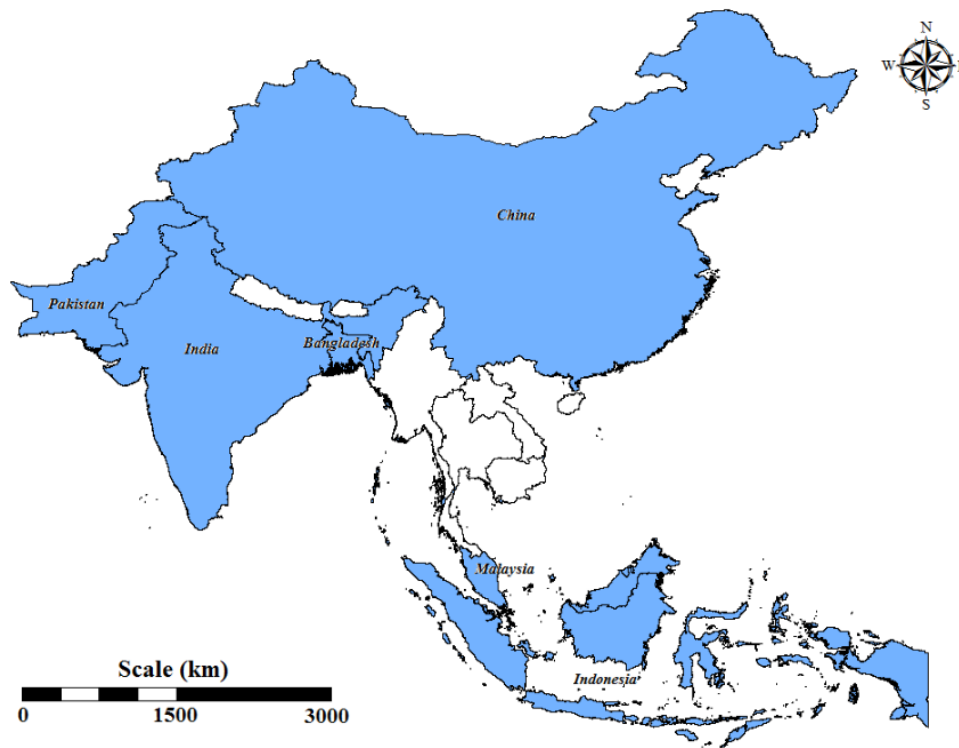 N
W
S
China
Pakistan
India
Bangladesh
Malaysia
Indonesia
Scale (km)
0 1500 3000